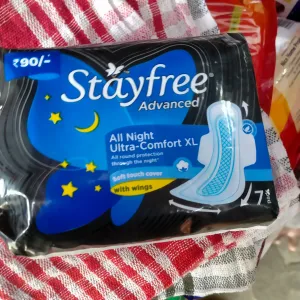 ₹90/-
Stayfree
Advanced
All Night
Ultra-Comfort XL
All round protection
through the night*
Soft touch cover
with wings
7